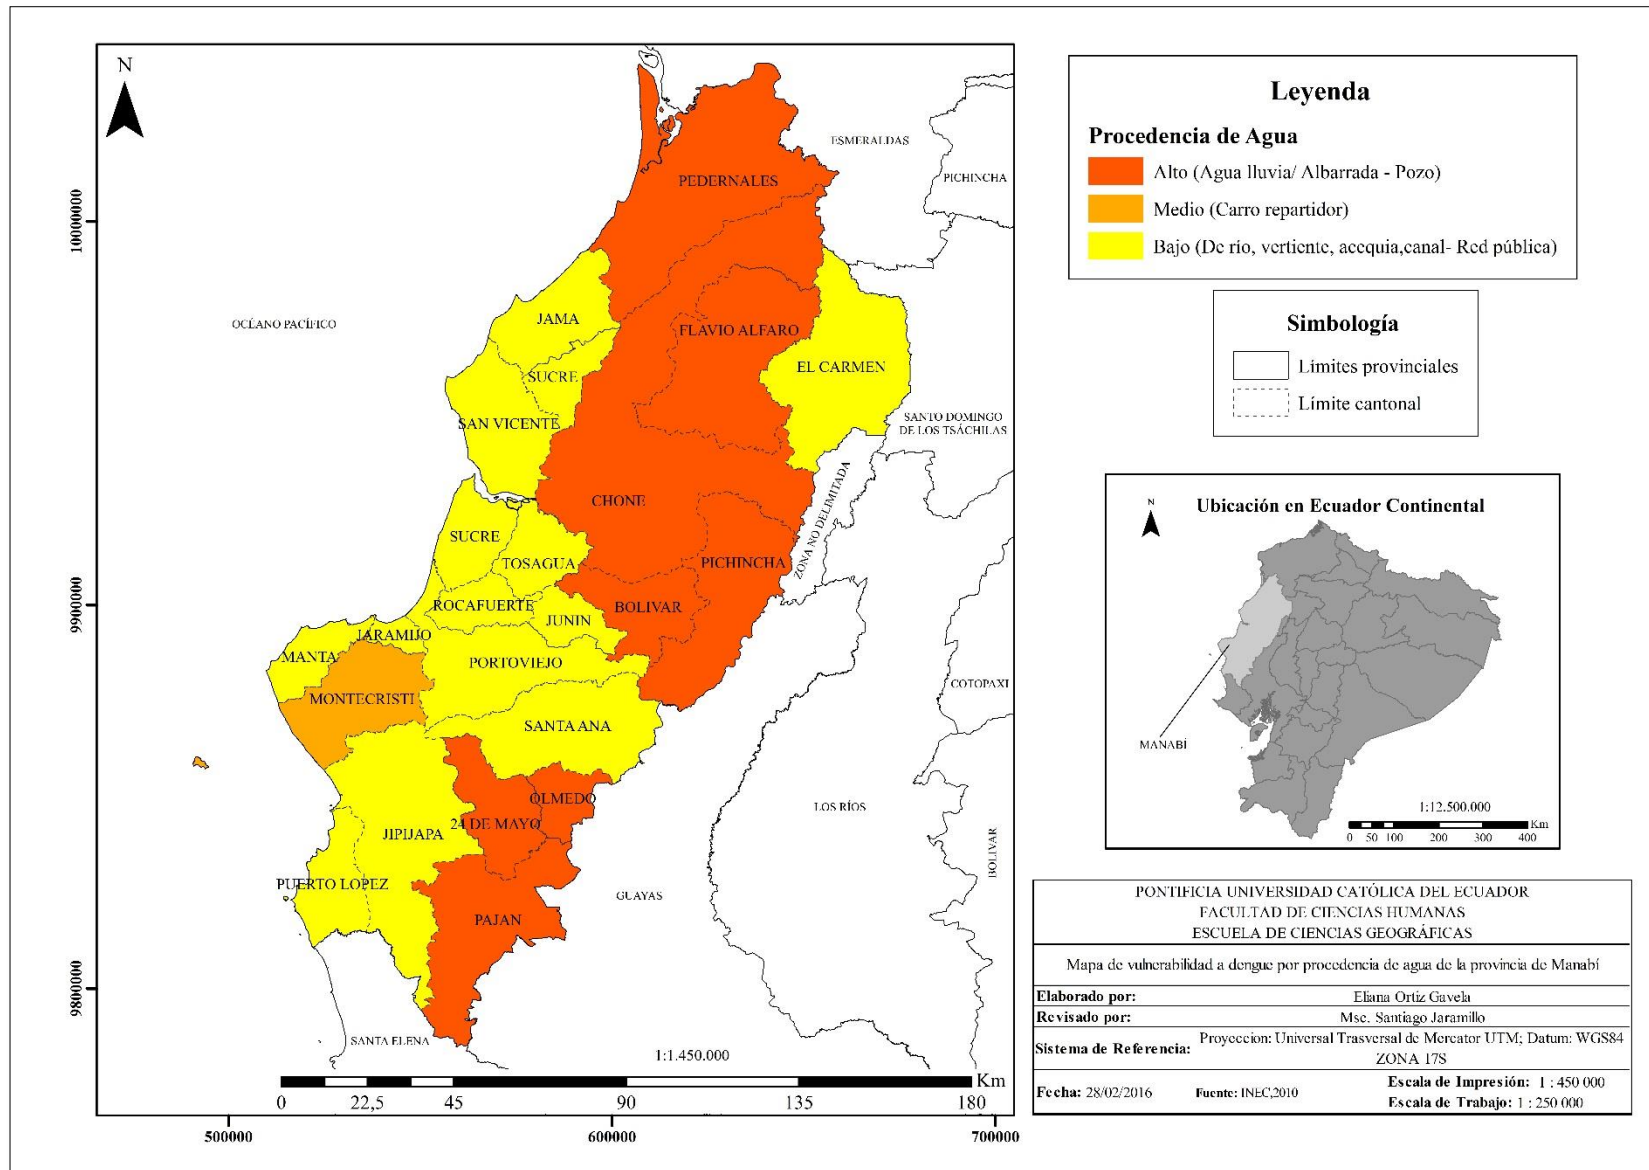 N
ESMERALDAS
PICHINCHA
PEDERNALES
OCÉANO PACÍFICO
JAMA
FLAVIO ALFARO
SUCRE
EL CARMEN
SAN VICENTE
SANTO DOMINGO
DE LOS TSÁCHILAS
ZONA NO DELIMITADA
CHONE
SUCRE
TOSAGUA
PICHINCHA
ROCAFUERTE
BOLIVAR
JUNIN
JARAMIJO
MANTA
PORTOVIEJO
MONTECRISTI
COTOPAXI
SANTA ANA
OLMEDO
LOS RÍOS
24 DE MAYO
JIPIJAPA
BOLIVAR
PUERTO LOPEZ
GUAYAS
PAJAN
SANTA ELENA
1:1.450.000
Km
0 22,5 45 90 135 180
10000000
9900000
9800000
500000 600000 700000
Leyenda
Procedencia de Agua
Alto (Agua lluvia/ Albarrada - Pozo)
Medio (Carro repartidor)
Bajo (De río, vertiente, acequia,canal- Red pública)
Simbología
Límites provinciales
Límite cantonal
N
Ubicación en Ecuador Continental
MANABÍ
1:12.500.000
Km
0 50 100 200 300 400
PONTIFICIA UNIVERSIDAD CATÓLICA DEL ECUADOR
FACULTAD DE CIENCIAS HUMANAS
ESCUELA DE CIENCIAS GEOGRÁFICAS
Mapa de vulnerabilidad a dengue por procedencia de agua de la provincia de Manabí
Elaborado por: Eliana Ortiz Gavela
Revisado por: Msc. Santiago Jaramillo
Sistema de Referencia: Proyeccion: Universal Trasversal de Mercator UTM; Datum: WGS84
ZONA 17S
Fecha: 28/02/2016 Fuente: INEC,2010 Escala de Impresión: 1 : 450 000
Escala de Trabajo: 1 : 250 000